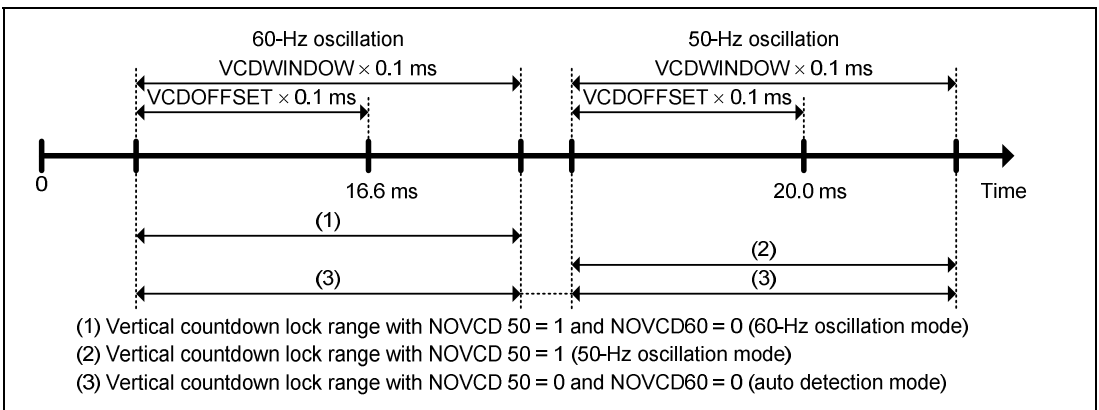 60-Hz oscillation
50-Hz oscillation
VCDWINDOW × 0.1 ms
VCDWINDOW × 0.1 ms
VCDOFFSET × 0.1 ms
VCDOFFSET × 0.1 ms
0
16.6 ms
20.0 ms
Time
(1)
(2)
(3)
(3)
(1) Vertical countdown lock range with NOVCD 50 = 1 and NOVCD60 = 0 (60-Hz oscillation mode)
(2) Vertical countdown lock range with NOVCD 50 = 1 (50-Hz oscillation mode)
(3) Vertical countdown lock range with NOVCD 50 = 0 and NOVCD60 = 0 (auto detection mode)